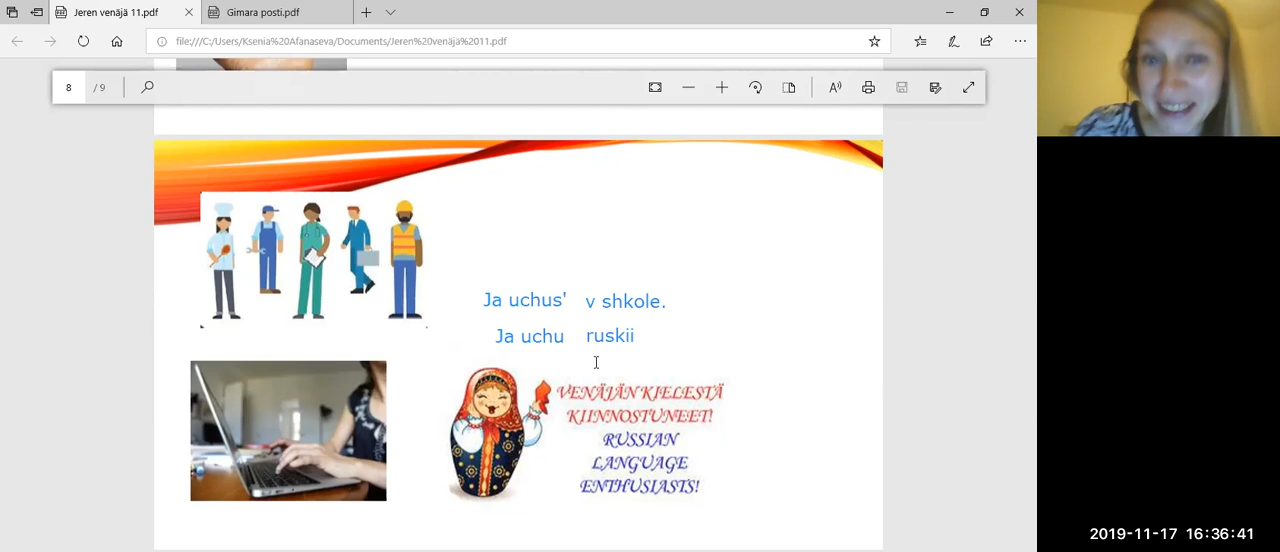 Jeren venäjä 11.pdf
Gimara posti.pdf
file:///C:/Users/Ksenia%20Afanaseva/Documents/Jeren%20venäjä%2011.pdf
8 / 9
Ja uchus' v shkole.
Ja uchu ruskii
VENÄJÄN KIELESTÄ
KIINNOSTUNEET!
RUSSIAN
LANGUAGE
ENTHUSIASTS!
2019-11-17 16:36:41